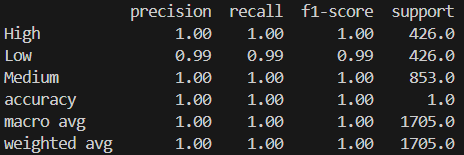 precision recall f1-score support
High 1.00 1.00 1.00 426.0
Low 0.99 0.99 0.99 426.0
Medium 1.00 1.00 1.00 853.0
accuracy 1.00 1.00 1.00 1.0
macro avg 1.00 1.00 1.00 1705.0
weighted avg 1.00 1.00 1.00 1705.0